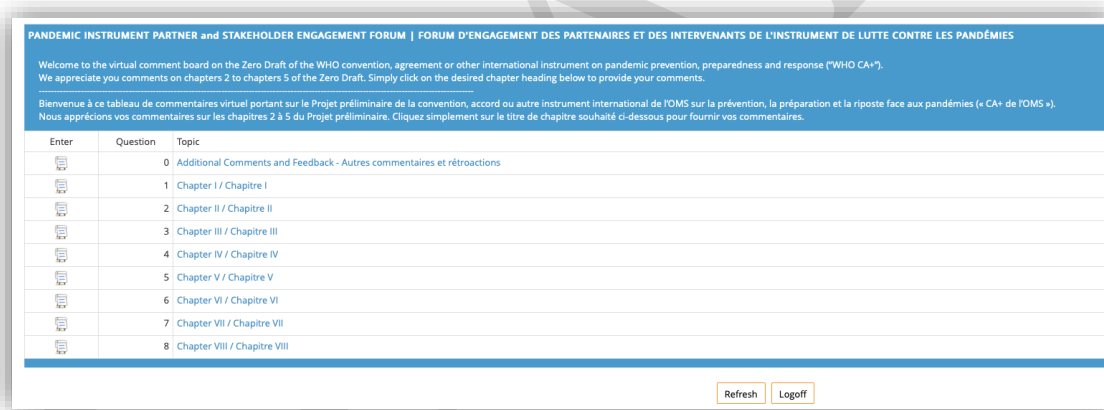 PANDEMIC INSTRUMENT PARTNER and STAKEHOLDER ENGAGEMENT FORUM | FORUM D'ENGAGEMENT DES PARTENAIRES ET DES INTERVENANTS DE L'INSTRUMENT DE LUTTE CONTRE LES PANDÉMIES
Welcome to the virtual comment board on the Zero Draft of the WHO convention, agreement or other international instrument on pandemic prevention, preparedness and response ("WHO CA+").
We appreciate you comments on chapters 2 to chapters 5 of the Zero Draft. Simply click on the desired chapter heading below to provide your comments.
Bienvenue à ce tableau de commentaires virtuel portant sur le Projet préliminaire de la convention, accord ou autre instrument international de l'OMS sur la prévention, la préparation et la riposte face aux pandémies (« CA+ de l'OMS »).
Nous apprécions vos commentaires sur les chapitres 2 à 5 du Projet préliminaire. Cliquez simplement sur le titre de chapitre souhaité ci-dessous pour fournir vos commentaires.
Enter Question Topic
0 Additional Comments and Feedback - Autres commentaires et rétroactions
1 Chapter I / Chapitre I
2 Chapter II / Chapitre II
3 Chapter III / Chapitre III
4 Chapter IV / Chapitre IV
5 Chapter V / Chapitre V
6 Chapter VI / Chapitre VI
7 Chapter VII / Chapitre VII
8 Chapter VIII / Chapitre VIII
Refresh Logoff